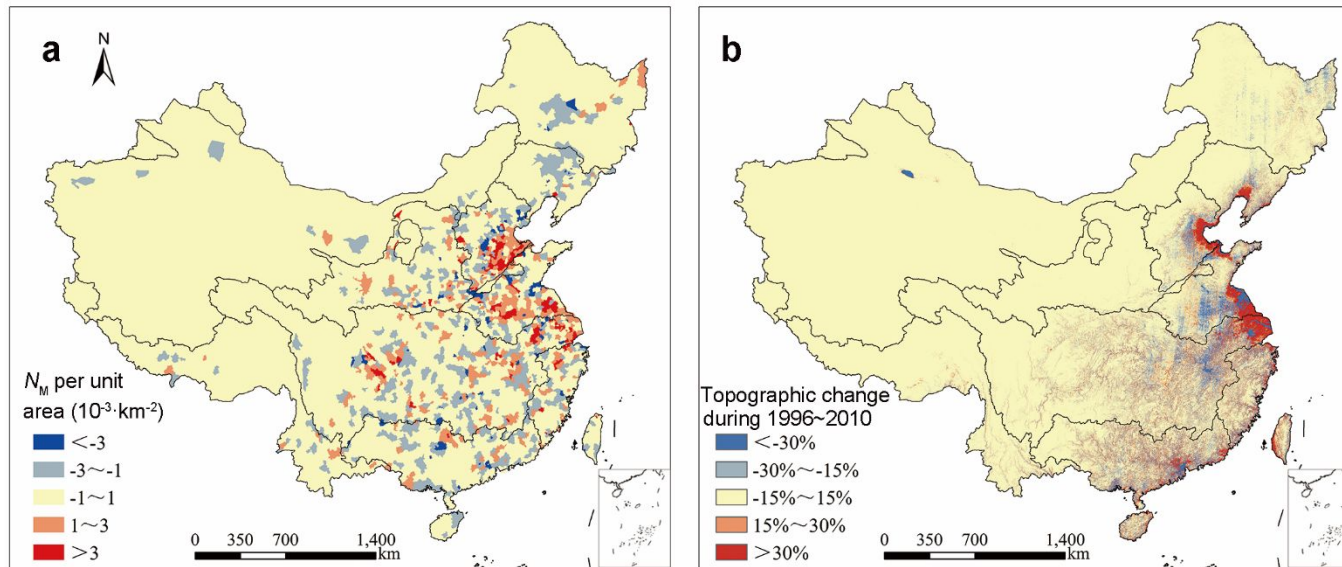 a
N
N_M per unit
area (10⁻³·km⁻²)
＜-3
-3～-1
-1～1
1～3
＞3
0 350 700 1,400
km
b
Topographic change
during 1996~2010
＜-30%
-30%～-15%
-15%～15%
15%～30%
＞30%
0 350 700 1,400
km